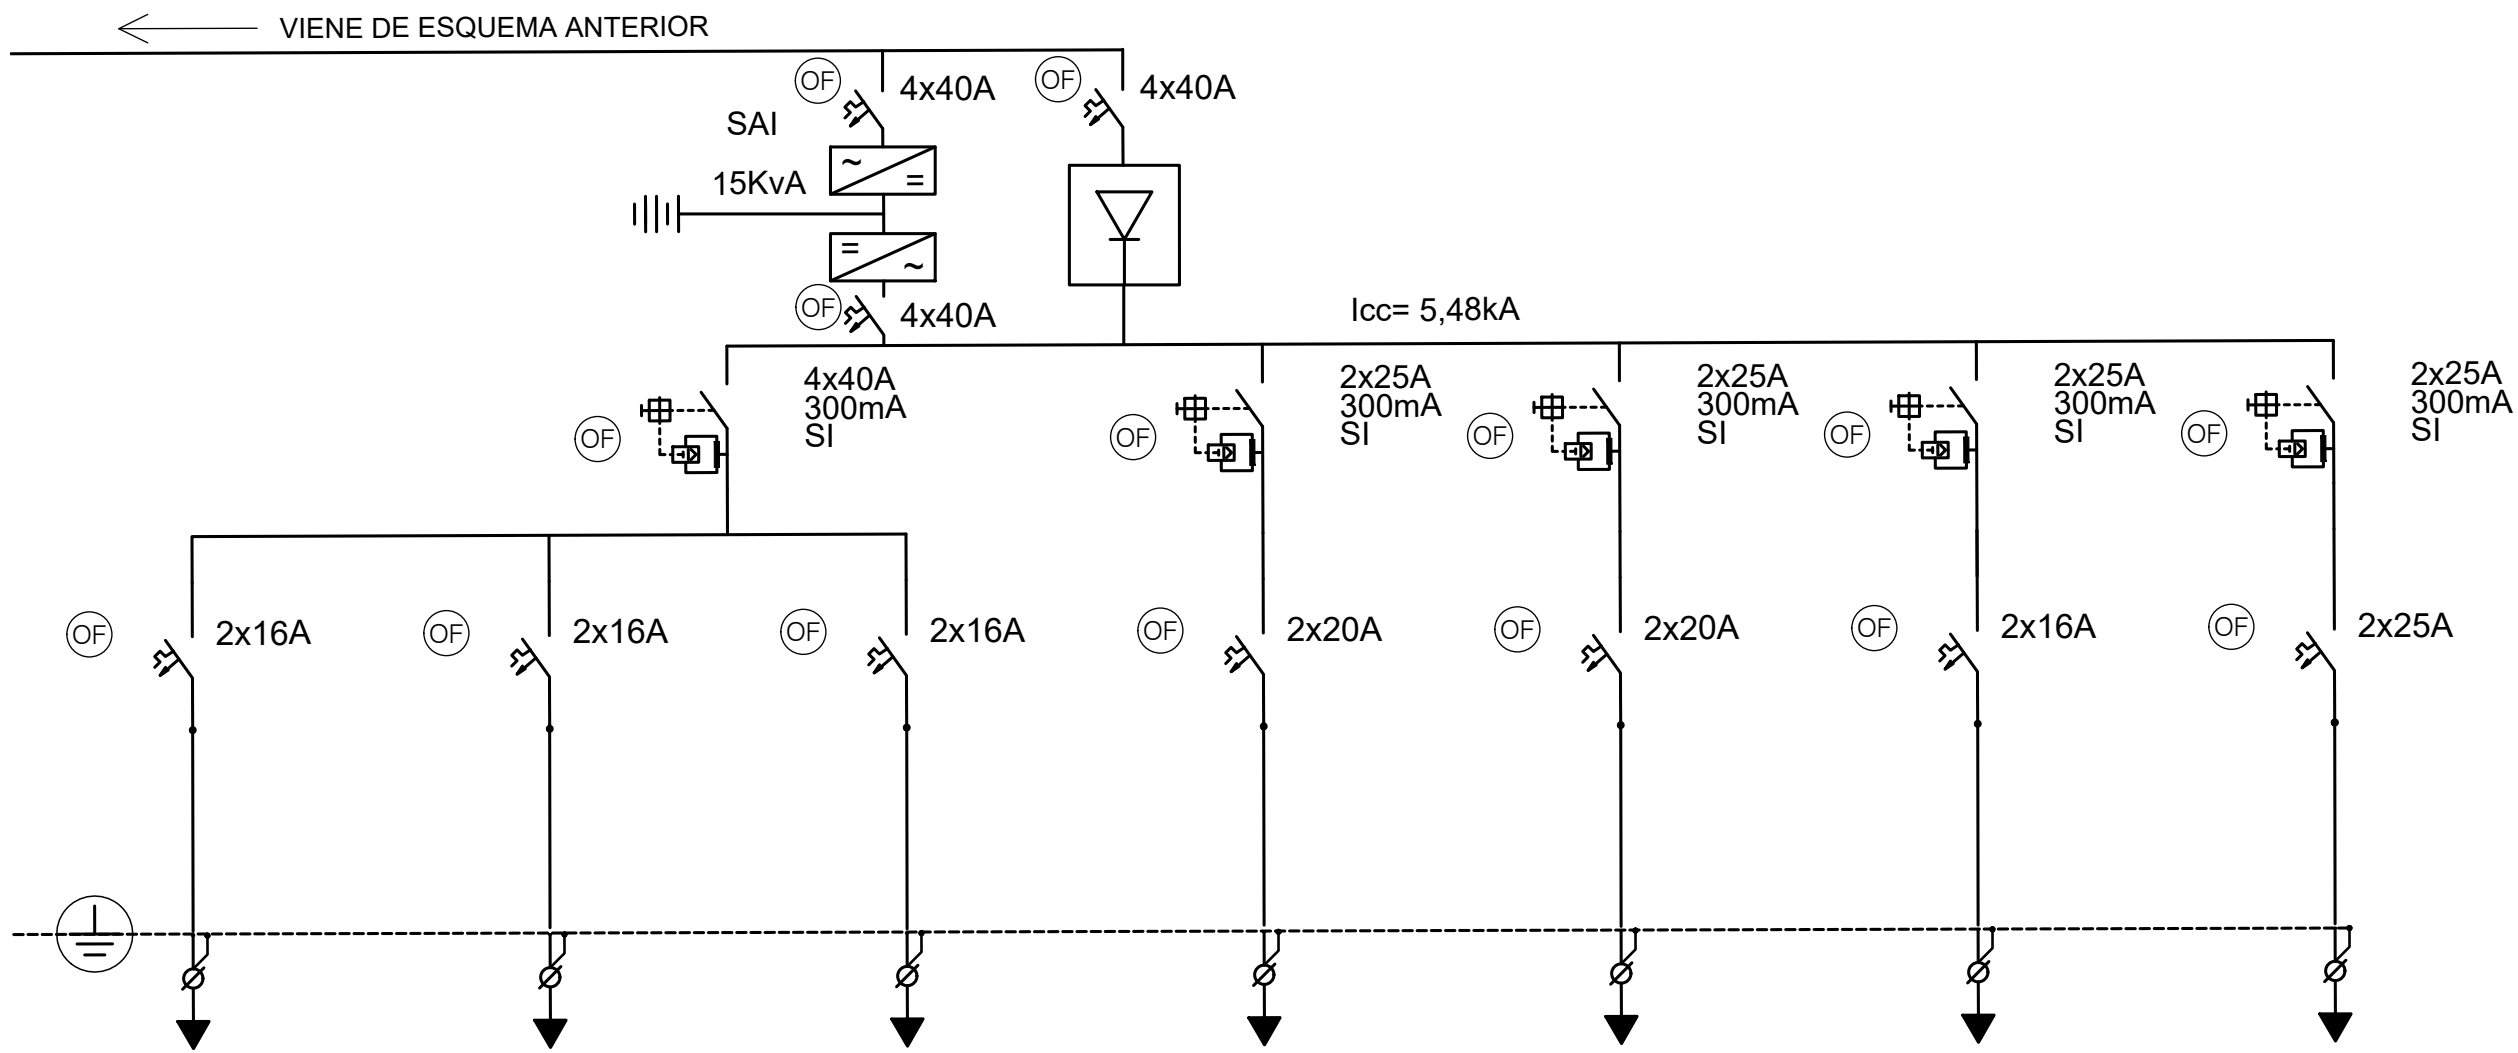 VIENE DE ESQUEMA ANTERIOR
OF
4x40A
OF
4x40A
SAI
15KvA
~
=
=
~
OF
4x40A
Icc= 5,48kA
OF
4x40A
300mA
SI
OF
2x25A
300mA
SI
OF
2x25A
300mA
SI
OF
2x25A
300mA
SI
OF
2x25A
300mA
SI
OF
2x16A
OF
2x16A
OF
2x16A
OF
2x20A
OF
2x20A
OF
2x16A
OF
2x25A